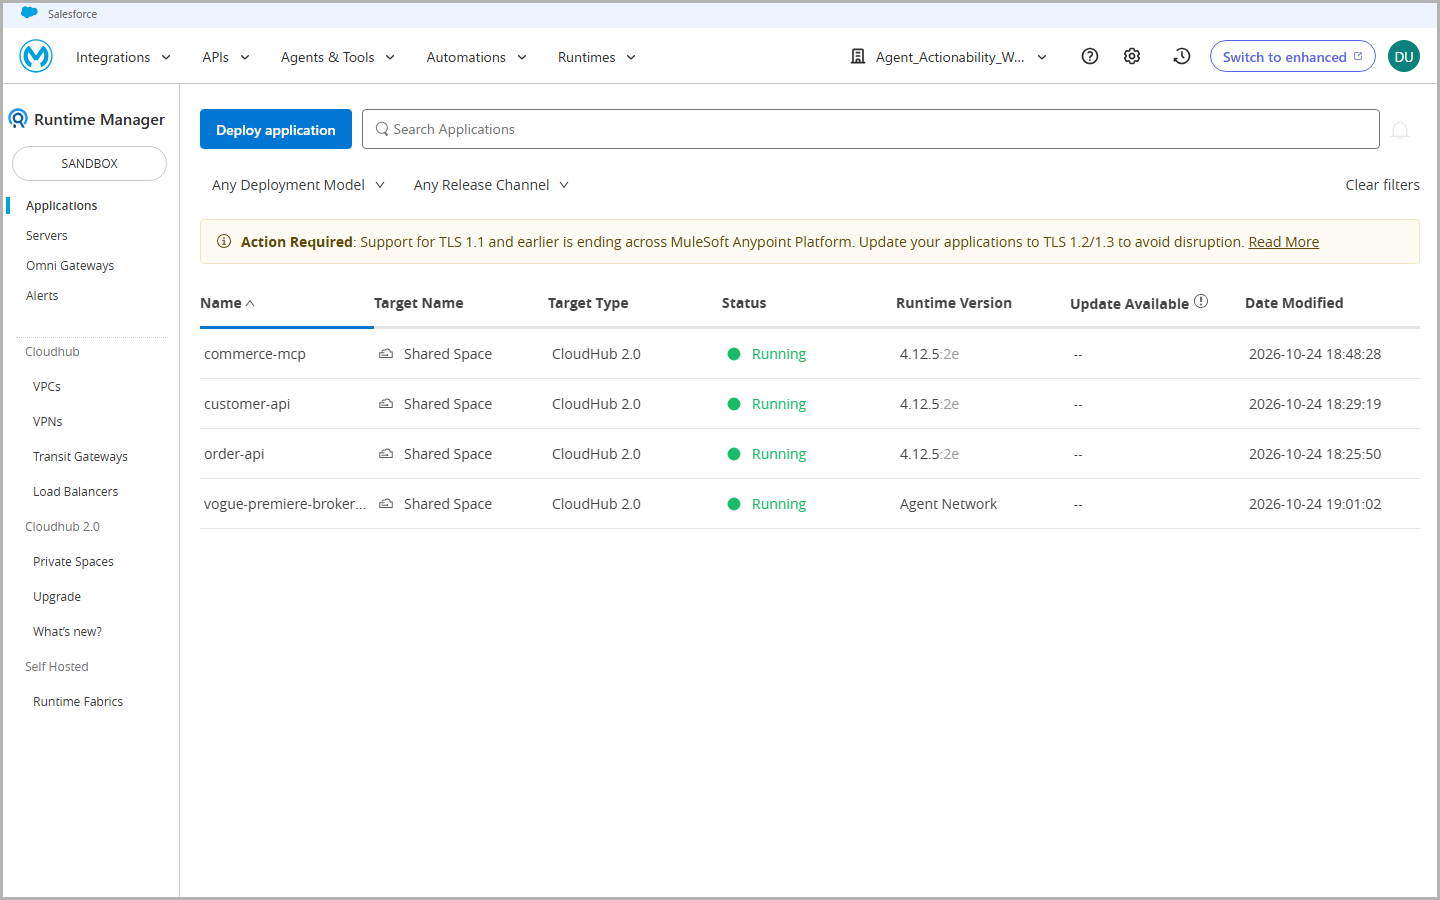 Salesforce
Integrations APIs Agents & Tools Automations Runtimes Agent_Actionability_W... Switch to enhanced DU
Runtime Manager
SANDBOX
Applications
Servers
Omni Gateways
Alerts
Cloudhub
VPCs
VPNs
Transit Gateways
Load Balancers
Cloudhub 2.0
Private Spaces
Upgrade
What's new?
Self Hosted
Runtime Fabrics
Deploy application Search Applications
Any Deployment Model Any Release Channel Clear filters
Action Required: Support for TLS 1.1 and earlier is ending across MuleSoft Anypoint Platform. Update your applications to TLS 1.2/1.3 to avoid disruption. Read More
Name Target Name Target Type Status Runtime Version Update Available Date Modified
commerce-mcp Shared Space CloudHub 2.0 Running 4.12.5:2e -- 2026-10-24 18:48:28
customer-api Shared Space CloudHub 2.0 Running 4.12.5:2e -- 2026-10-24 18:29:19
order-api Shared Space CloudHub 2.0 Running 4.12.5:2e -- 2026-10-24 18:25:50
vogue-premiere-broker... Shared Space CloudHub 2.0 Running Agent Network -- 2026-10-24 19:01:02